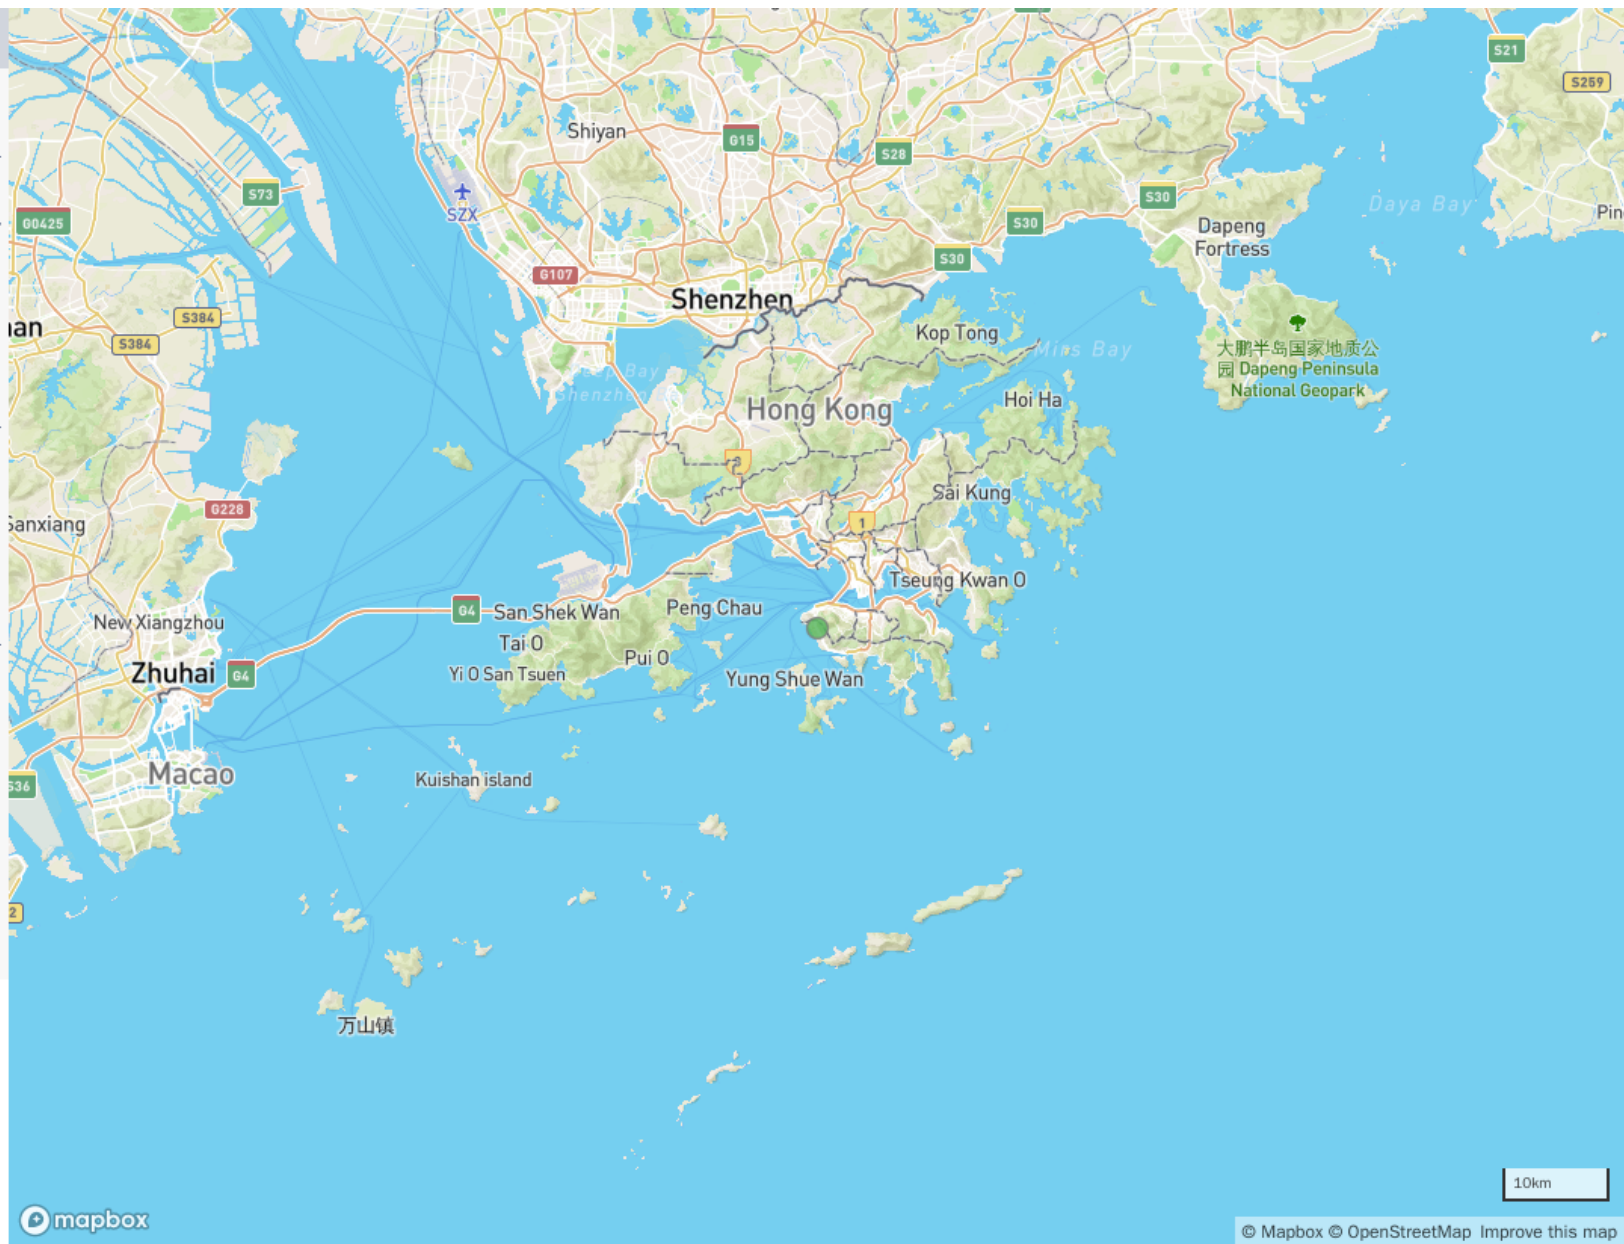 S21
S259
Shiyan
G15
S28
S73
SZX
G0425
S30
S30
Daya Bay
Dapeng
Fortress
S30
G107
Shenzhen
S384
S384
Kop Tong
Mirs Bay
大鹏半岛国家地质公
园 Dapeng Peninsula
National Geopark
Deep Bay
Shenzhen
Hong Kong
Hoi Ha
Sai Kung
G228
1
Tseung Kwan O
G4
San Shek Wan
Peng Chau
New Xiangzhou
Tai O
Pui O
Zhuhai
G4
Yi O San Tsuen
Yung Shue Wan
Macao
Kuishan island
万山镇
10km
mapbox
© Mapbox © OpenStreetMap Improve this map